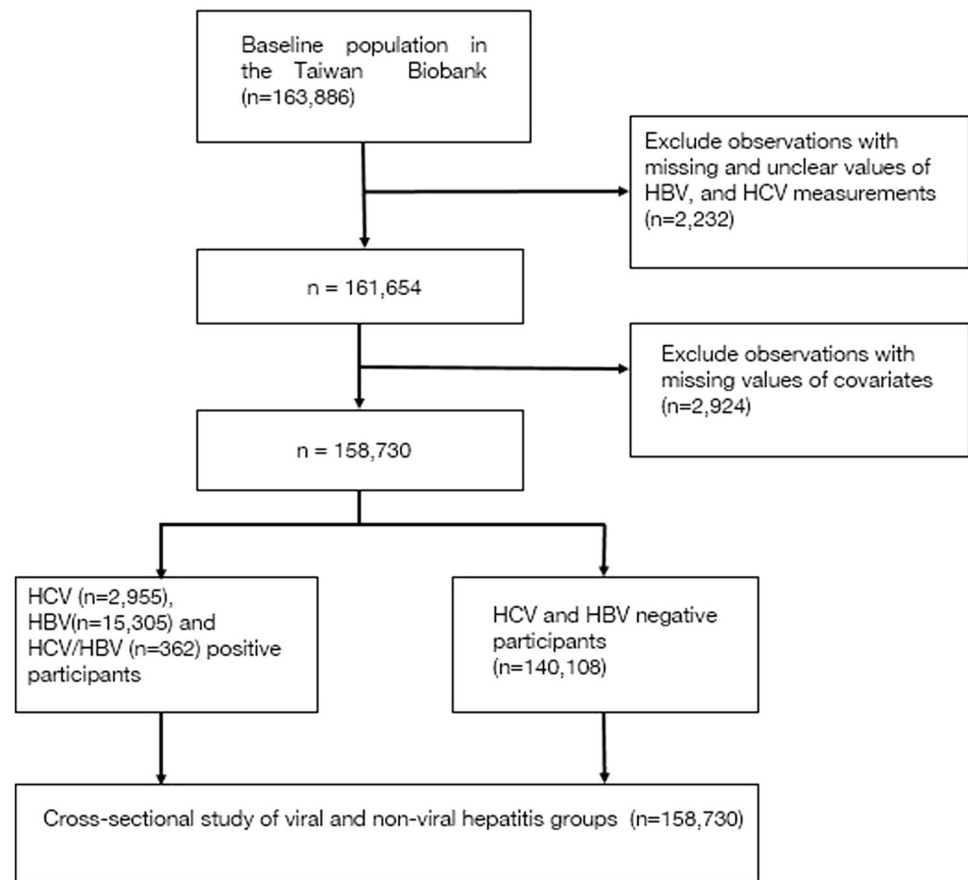 Baseline population in
the Taiwan Biobank
(n=163,886)
Exclude observations with
missing and unclear values of
HBV, and HCV measurements
(n=2,232)
n = 161,654
Exclude observations with
missing values of covariates
(n=2,924)
n = 158,730
HCV (n=2,955),
HBV(n=15,305) and
HCV/HBV (n=362) positive
participants
HCV and HBV negative
participants
(n=140,108)
Cross-sectional study of viral and non-viral hepatitis groups (n=158,730)